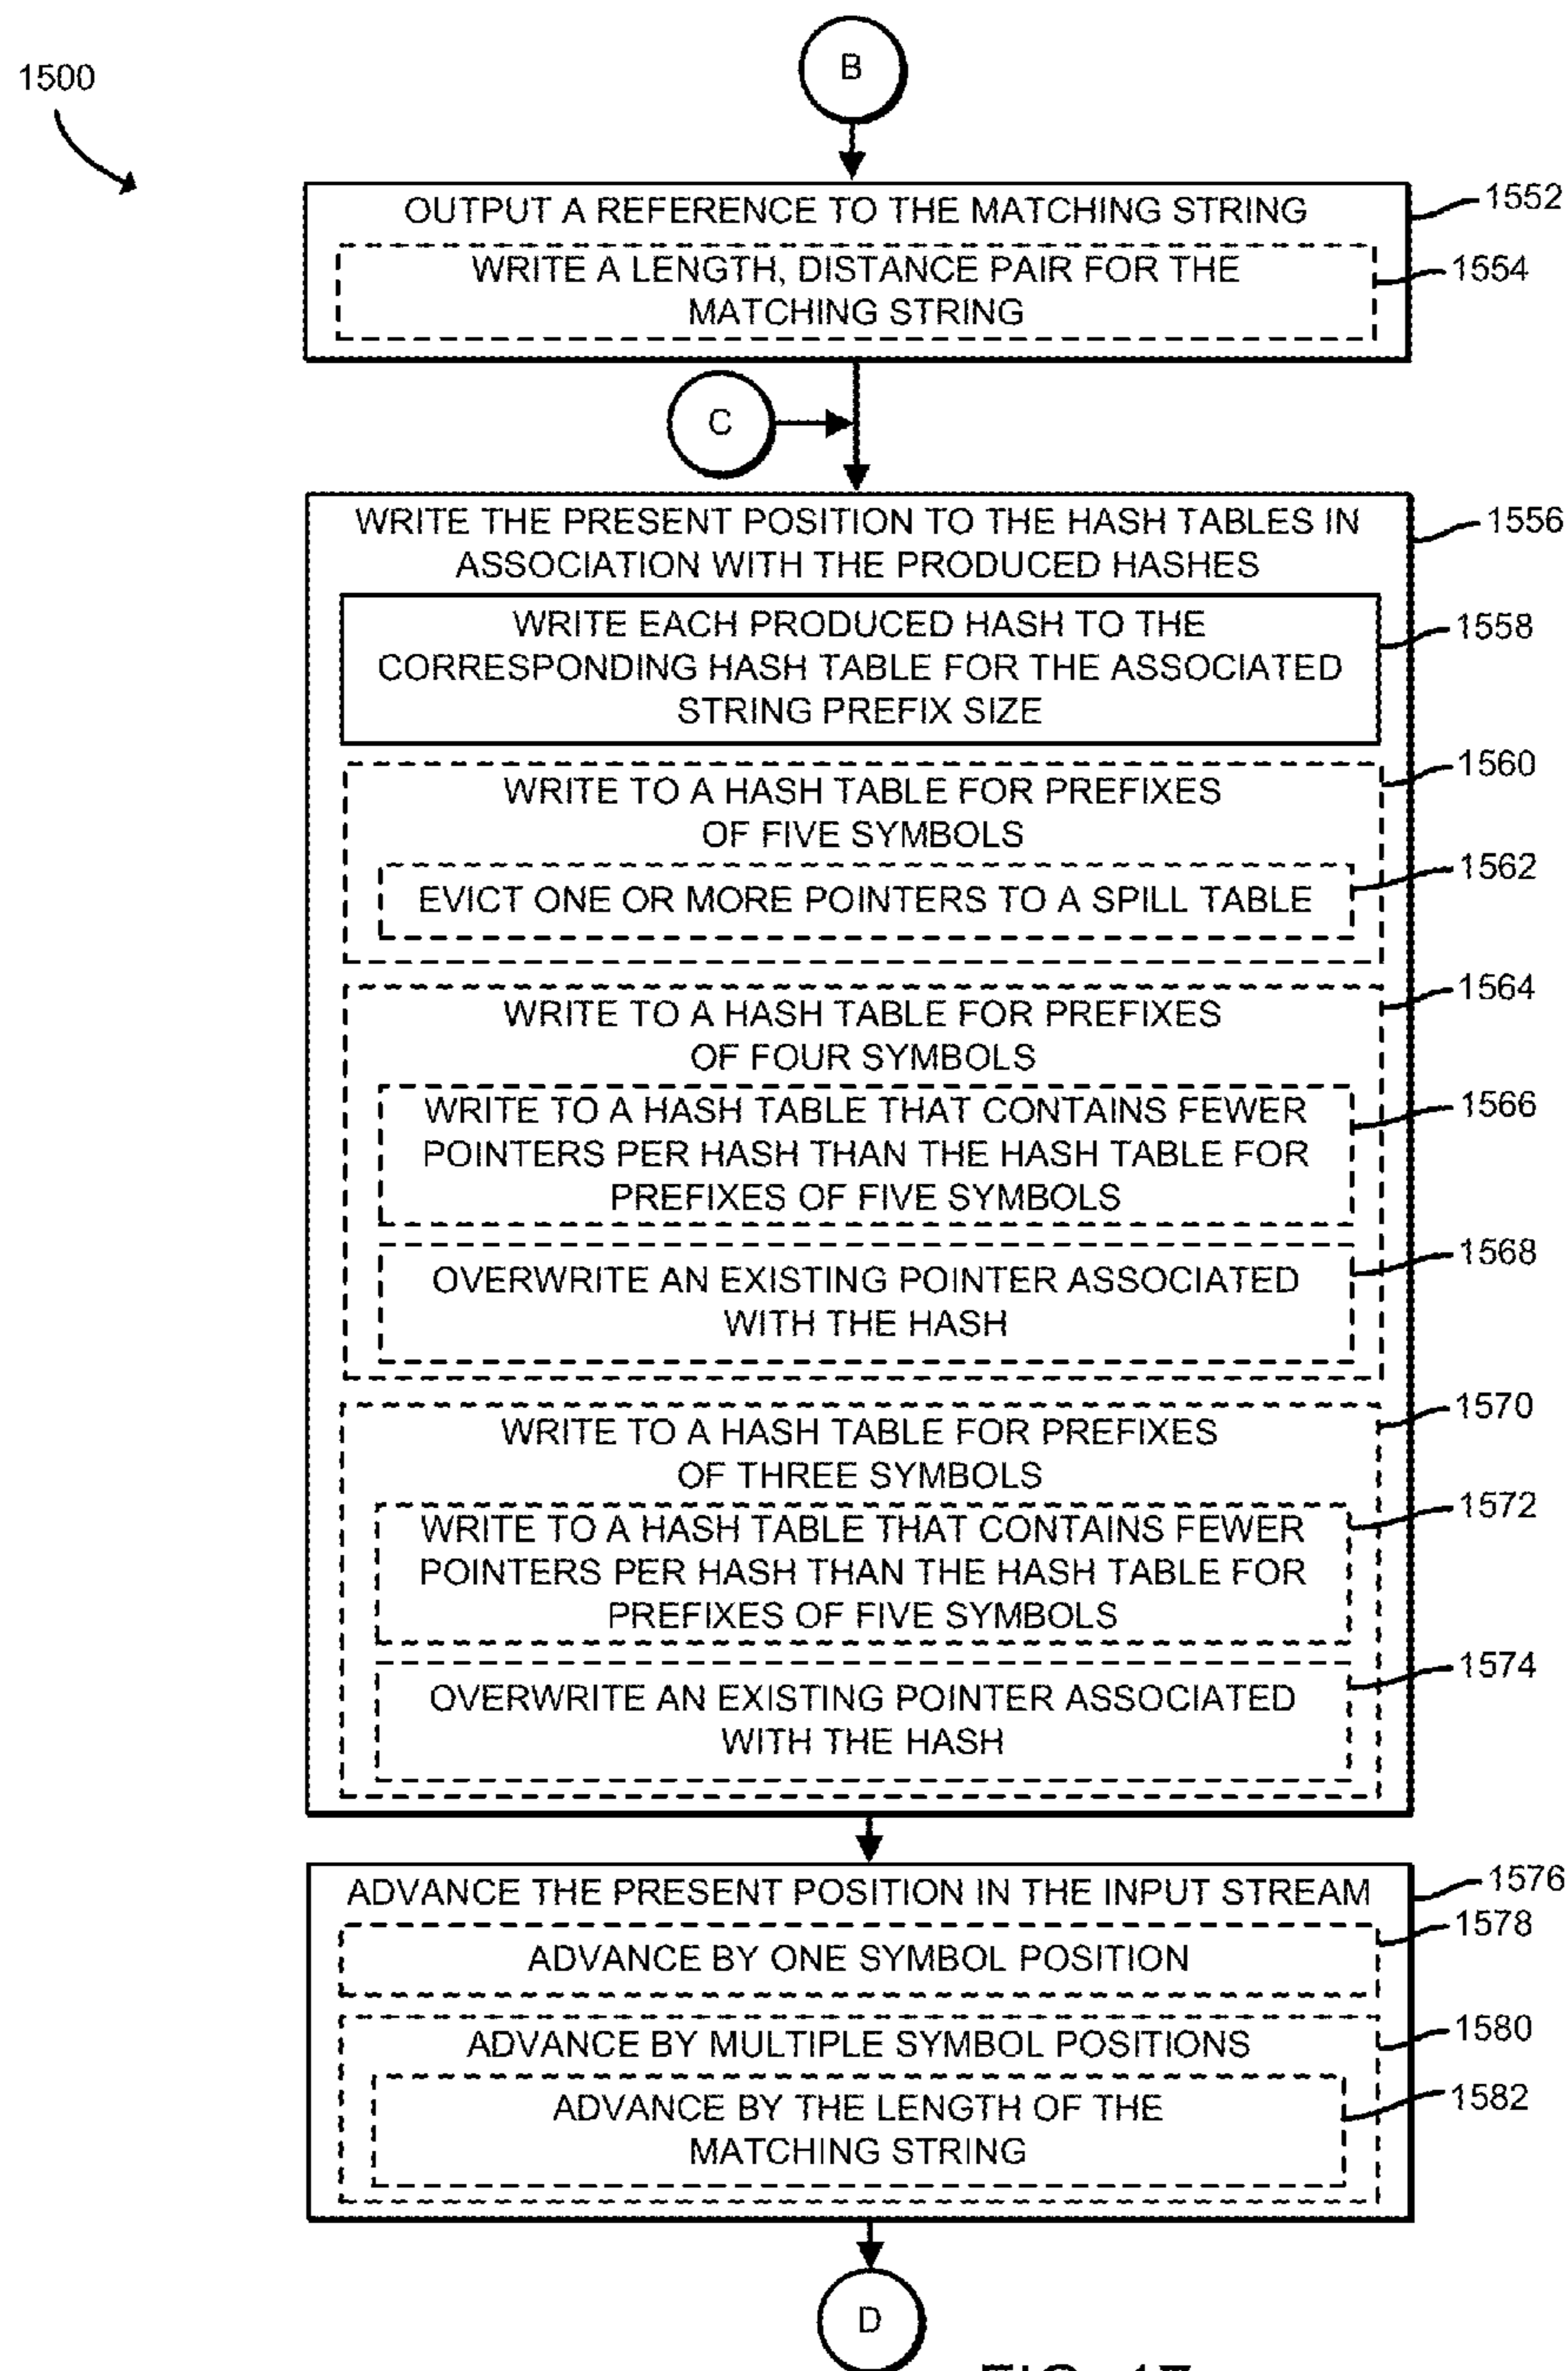 B
1500
OUTPUT A REFERENCE TO THE MATCHING STRING
1552
WRITE A LENGTH, DISTANCE PAIR FOR THE
MATCHING STRING
1554
C
WRITE THE PRESENT POSITION TO THE HASH TABLES IN
ASSOCIATION WITH THE PRODUCED HASHES
1556
WRITE EACH PRODUCED HASH TO THE
CORRESPONDING HASH TABLE FOR THE ASSOCIATED
STRING PREFIX SIZE
1558
WRITE TO A HASH TABLE FOR PREFIXES
OF FIVE SYMBOLS
1560
EVICT ONE OR MORE POINTERS TO A SPILL TABLE
1562
WRITE TO A HASH TABLE FOR PREFIXES
OF FOUR SYMBOLS
1564
WRITE TO A HASH TABLE THAT CONTAINS FEWER
POINTERS PER HASH THAN THE HASH TABLE FOR
PREFIXES OF FIVE SYMBOLS
1566
OVERWRITE AN EXISTING POINTER ASSOCIATED
WITH THE HASH
1568
WRITE TO A HASH TABLE FOR PREFIXES
OF THREE SYMBOLS
1570
WRITE TO A HASH TABLE THAT CONTAINS FEWER
POINTERS PER HASH THAN THE HASH TABLE FOR
PREFIXES OF FIVE SYMBOLS
1572
OVERWRITE AN EXISTING POINTER ASSOCIATED
WITH THE HASH
1574
ADVANCE THE PRESENT POSITION IN THE INPUT STREAM
1576
ADVANCE BY ONE SYMBOL POSITION
1578
ADVANCE BY MULTIPLE SYMBOL POSITIONS
1580
ADVANCE BY THE LENGTH OF THE
MATCHING STRING
1582
D